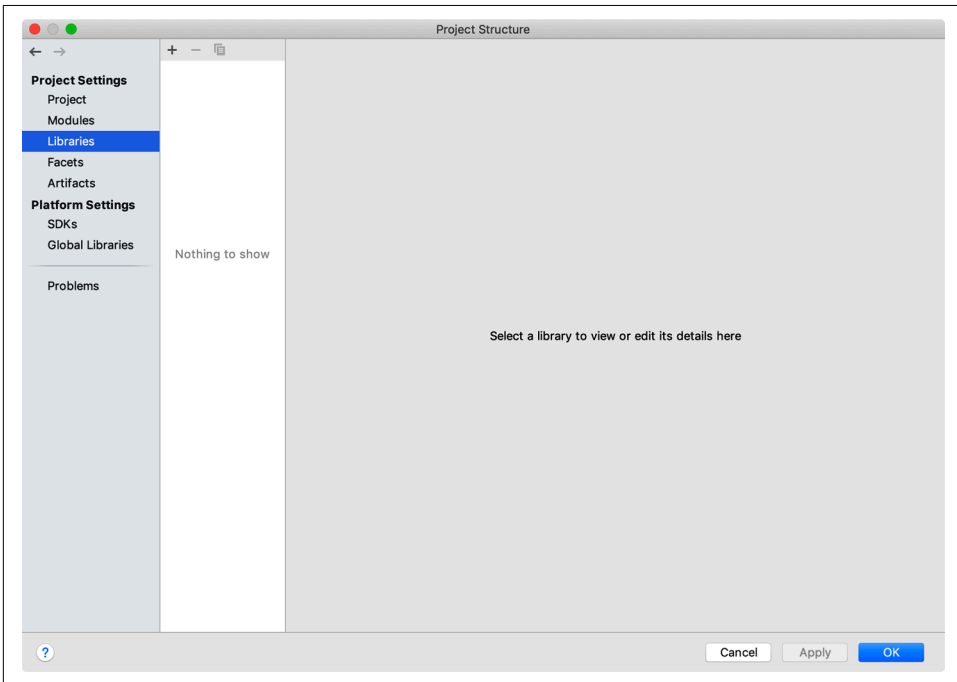 Project Structure
Project Settings
Project
Modules
Libraries
Facets
Artifacts
Platform Settings
SDKs
Global Libraries
Problems
Nothing to show
Select a library to view or edit its details here
?
Cancel
Apply
OK